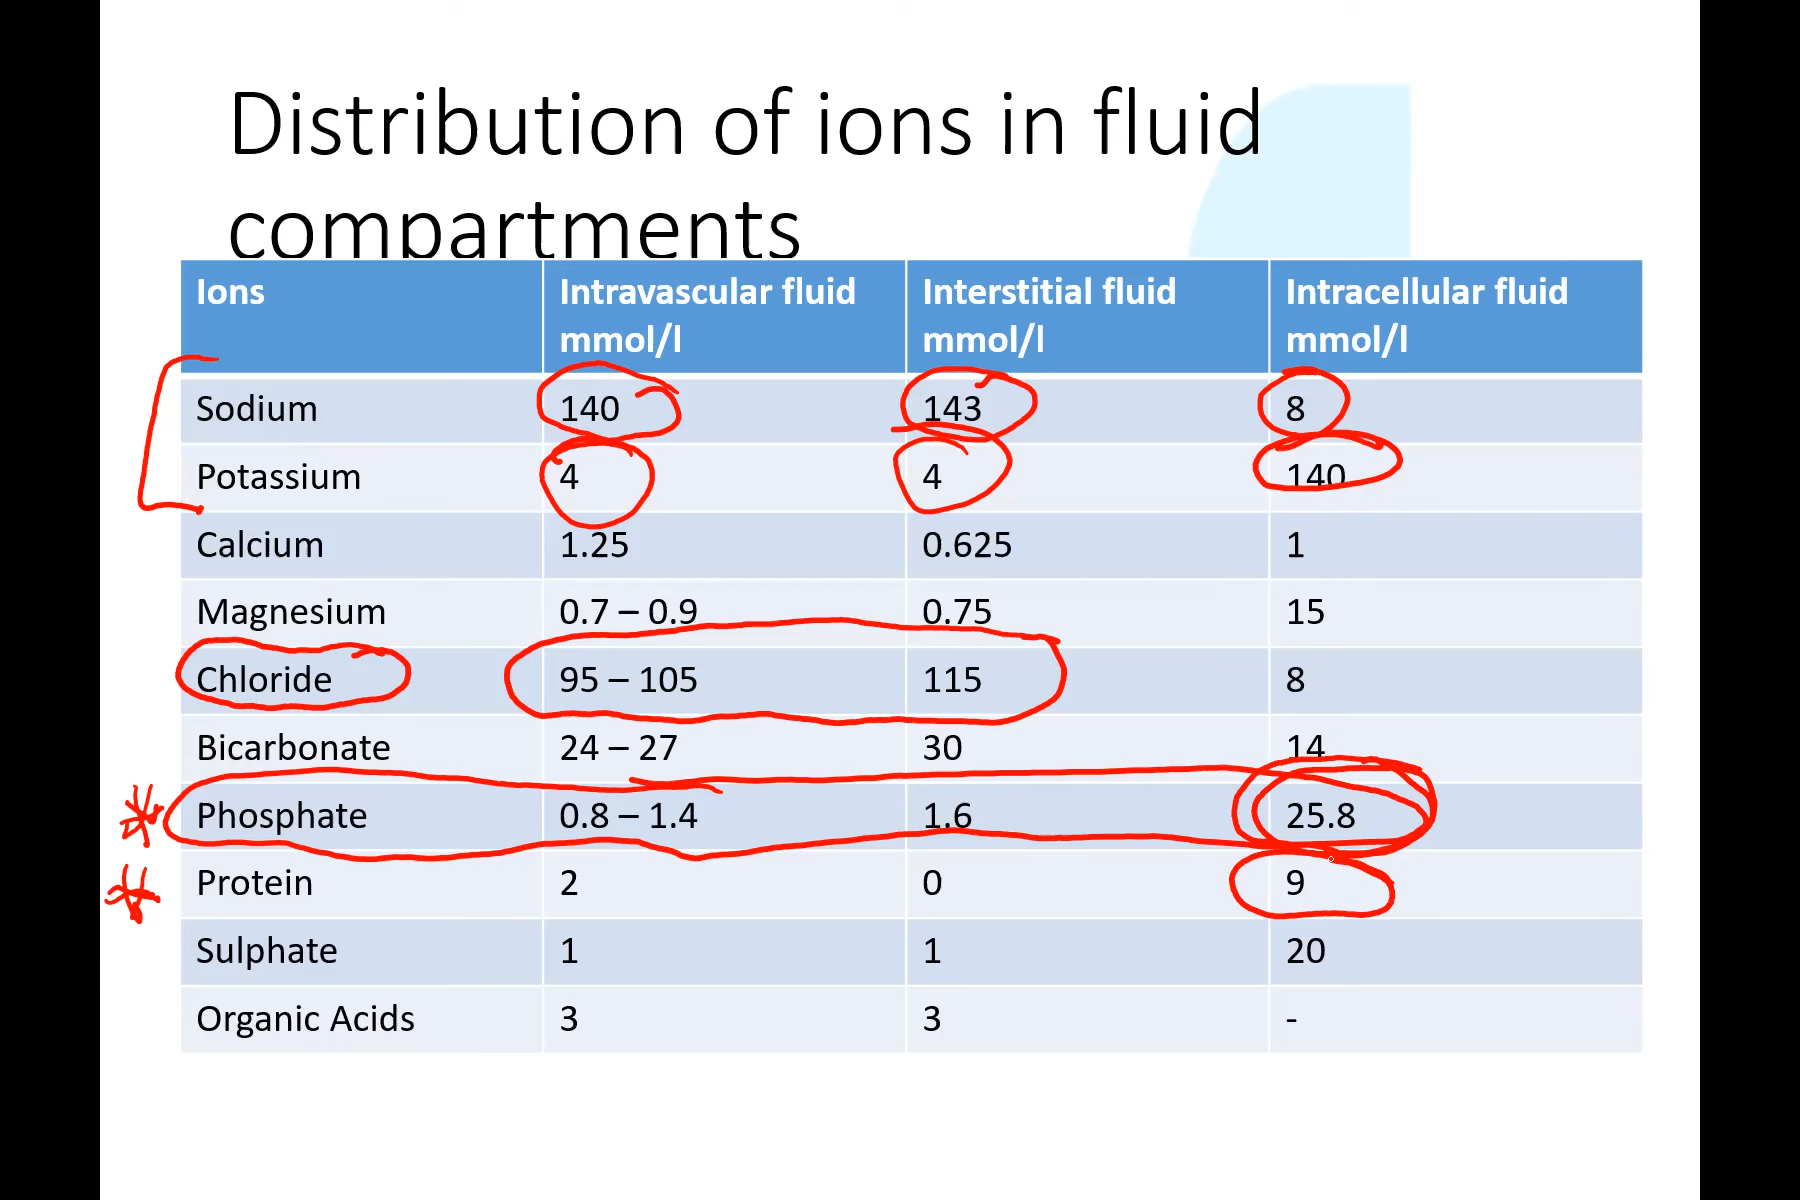 Distribution of ions in fluid
compartments
Ions Intravascular fluid mmol/l Interstitial fluid mmol/l Intracellular fluid mmol/l
Sodium 140 143 8
Potassium 4 4 140
Calcium 1.25 0.625 1
Magnesium 0.7 – 0.9 0.75 15
Chloride 95 – 105 115 8
Bicarbonate 24 – 27 30 14
Phosphate 0.8 – 1.4 1.6 25.8
Protein 2 0 9
Sulphate 1 1 20
Organic Acids 3 3 -